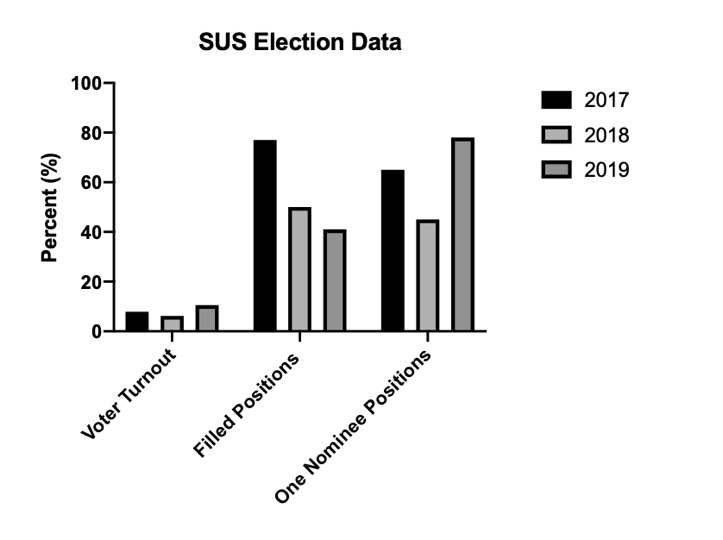 SUS Election Data
100
80
60
40
20
0
Percent (%)
Voter Turnout
Filled Positions
One Nominee Positions
2017
2018
2019